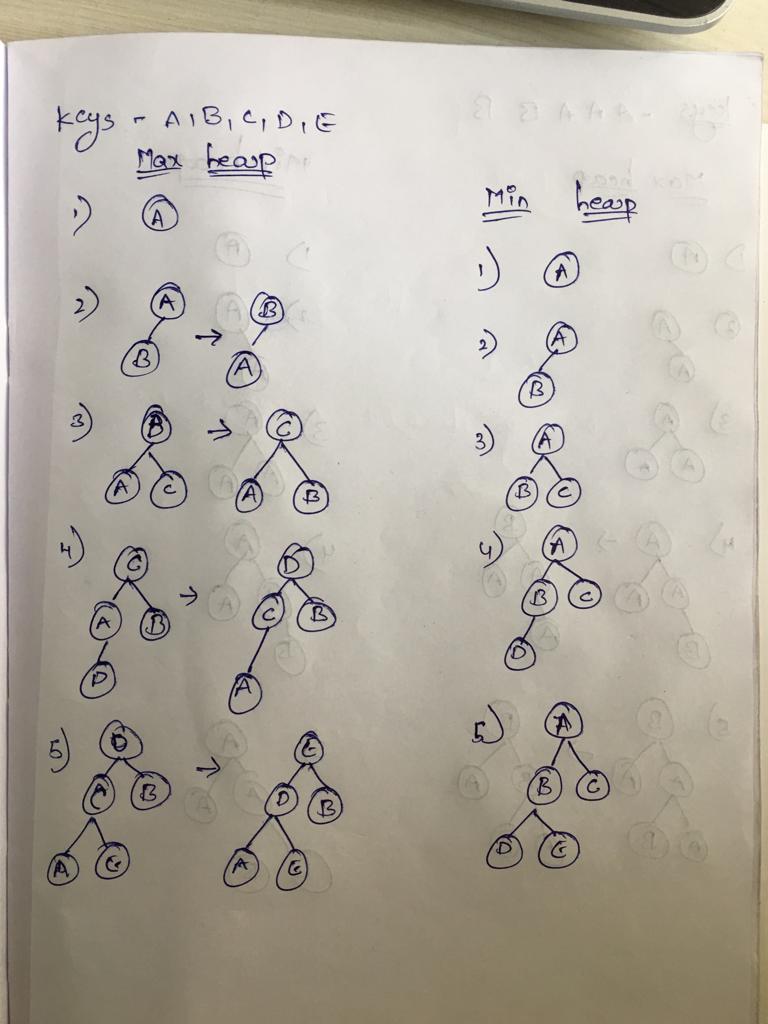 keys - A, B, C, D, E
Max heap
1) A
2) A → B
B A
3) B → C
A C A B
4) C → D
A B C B
D A
5) D → E
C B D B
A E A E
Min heap
1) A
2) A
B
3) A
B C
4) A
B C
D
5) A
B C
D E